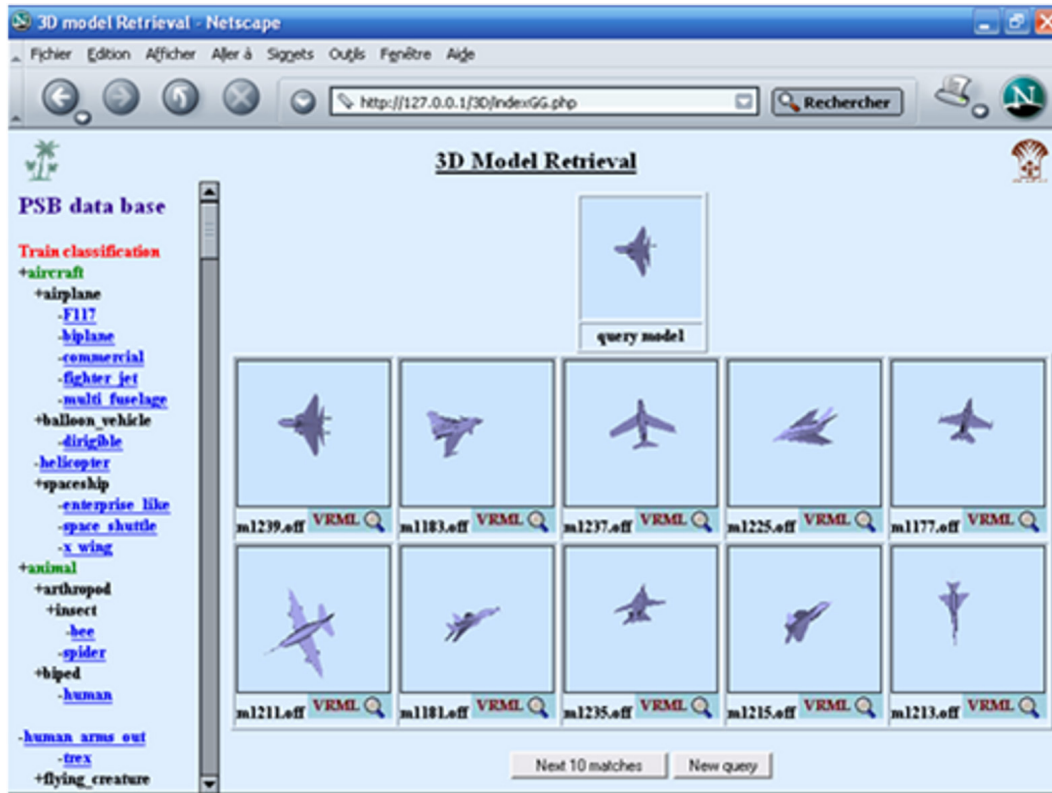 3D model Retrieval - Netscape
Fichier Edition Afficher Aller à Signets Outils Fenêtre Aide
http://127.0.0.1/3D/indexGG.php Rechercher N
3D Model Retrieval
PSB data base
Train classification
+aircraft
+airplane
-F117
-biplane
-commercial
-fighter_jet
-multi_fuselage
+balloon_vehicle
-dirigible
-helicopter
+spaceship
-enterprise_like
-space_shuttle
-x_wing
+animal
+arthropod
+insect
-bee
-spider
+biped
-human
-human_arms_out
-trex
+flying_creature
query model
m1239.off VRML m1183.off VRML m1237.off VRML m1225.off VRML m1177.off VRML
m1211.off VRML m1181.off VRML m1235.off VRML m1215.off VRML m1213.off VRML
Next 10 matches New query